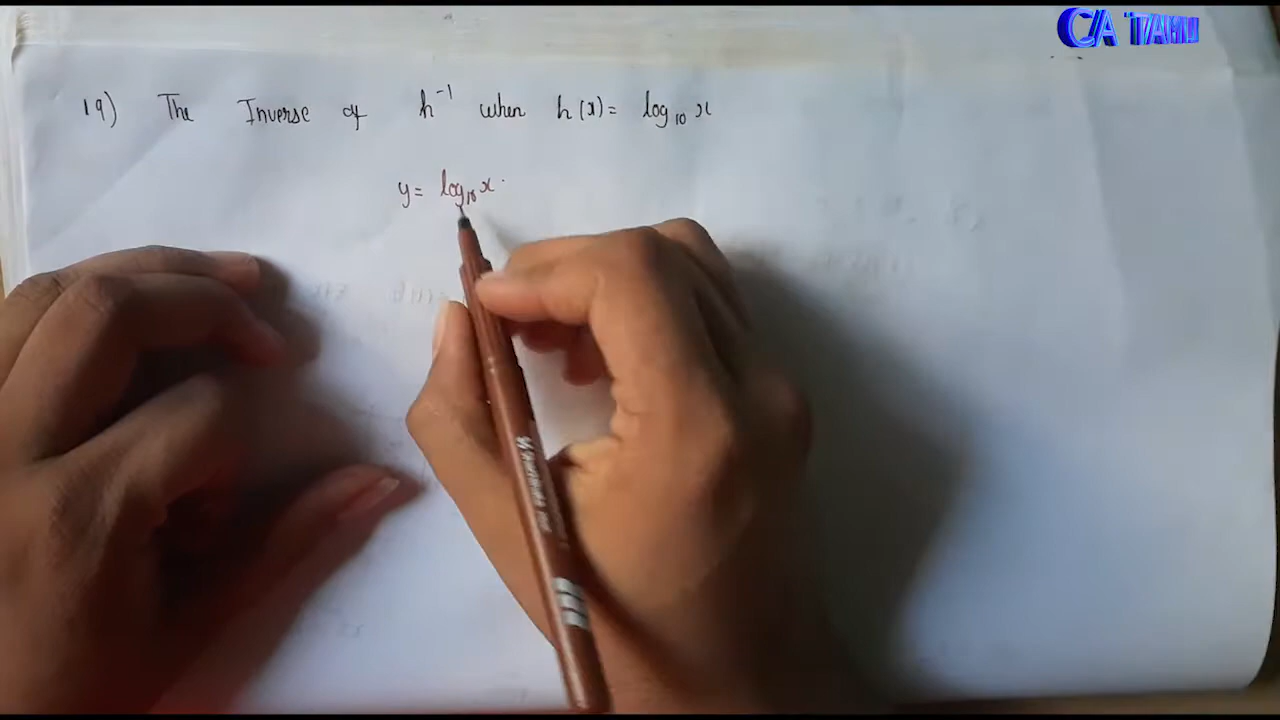 CA TAMIL
19) The Inverse of h⁻¹ when h(x)= log₁₀ x
y= log₁₀ x